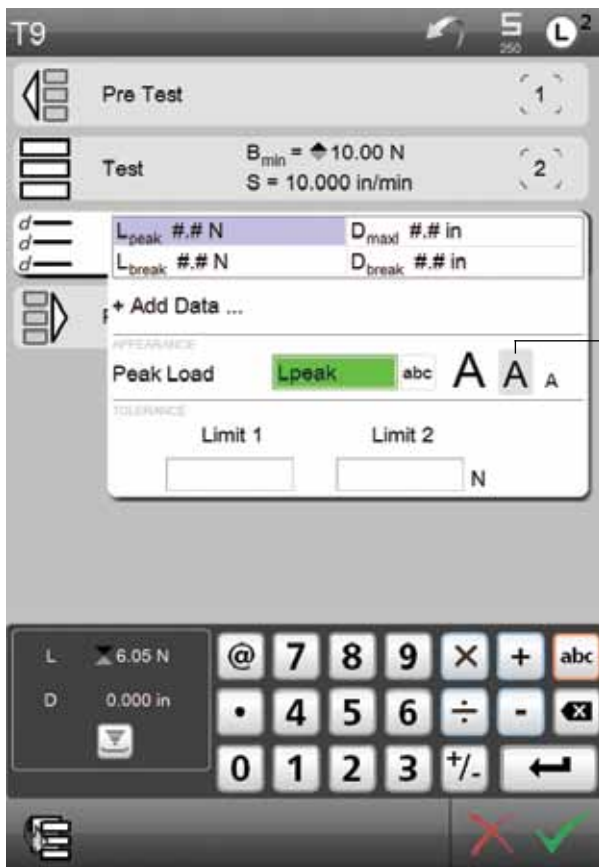 T9 S 250 L 2
Pre Test 1
Test Bmin = 10.00 N 2
S = 10.000 in/min
d
d
d
Lpeak #.# N Dmaxl #.# in
Lbreak #.# N Dbreak #.# in
+ Add Data ...
APPEARANCE
Peak Load Lpeak abc A A A
TOLERANCE
Limit 1 Limit 2
N
L 6.05 N
D 0.000 in
@ 7 8 9 × + abc
• 4 5 6 ÷ -
0 1 2 3 +/-